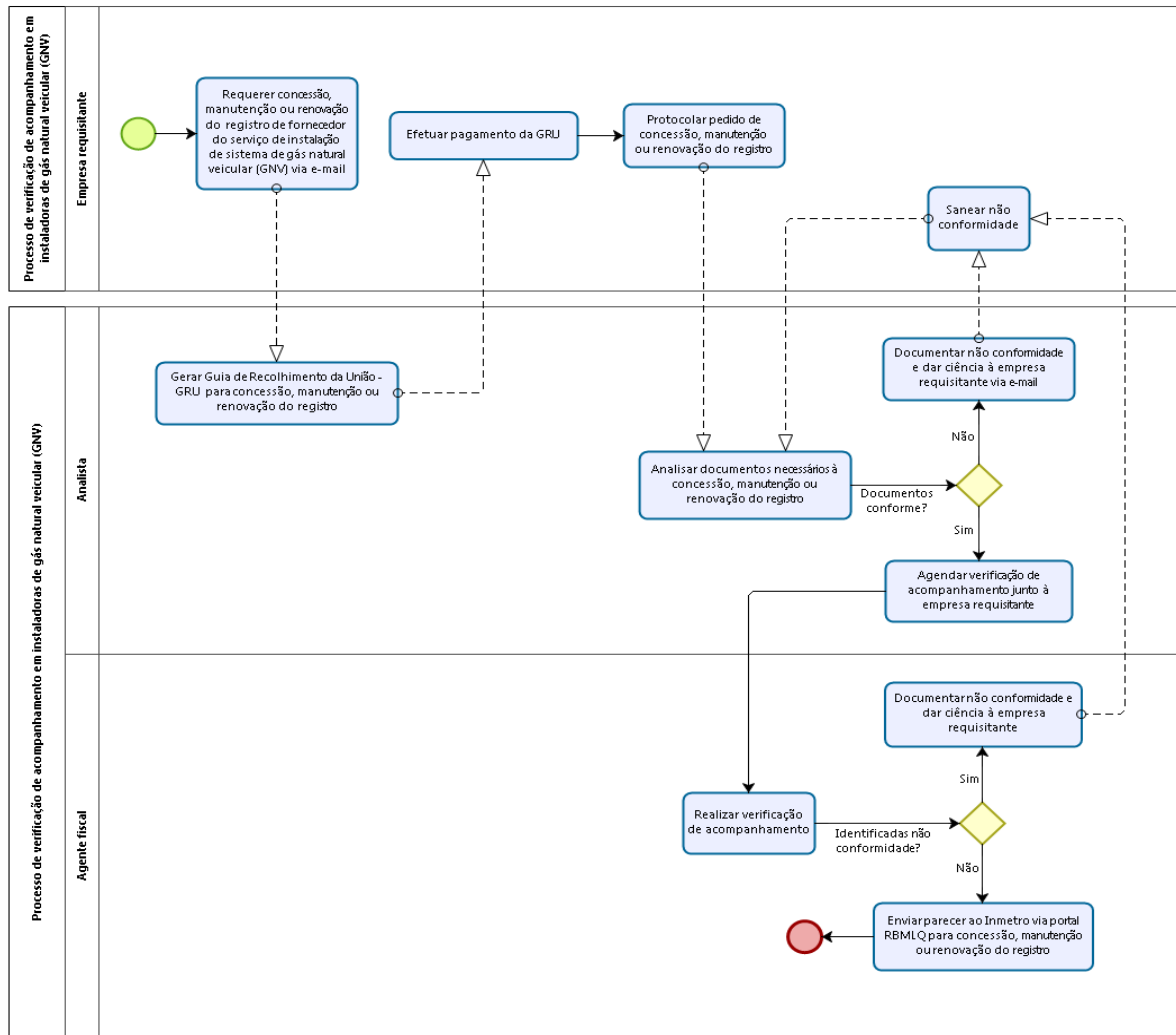 Processo de verificação de acompanhamento em
instaladoras de gás natural veicular (GNV)
Empresa requisitante
Requerer concessão,
manutenção ou renovação
do registro de fornecedor
do serviço de instalação
de sistema de gás natural
veicular (GNV) via e-mail
Efetuar pagamento da GRU
Protocolar pedido de
concessão, manutenção
ou renovação do registro
Sanear não
conformidade
Processo de verificação de acompanhamento em instaladoras de gás natural veicular (GNV)
Analista
Gerar Guia de Recolhimento da União -
GRU para concessão, manutenção ou
renovação do registro
Documentar não conformidade
e dar ciência à empresa
requisitante via e-mail
Não
Analisar documentos necessários à
concessão, manutenção ou
renovação do registro
Documentos
conforme?
Sim
Agendar verificação de
acompanhamento junto à
empresa requisitante
Agente fiscal
Documentar não conformidade e
dar ciência à empresa
requisitante
Sim
Realizar verificação
de acompanhamento
Identificadas não
conformidade?
Não
Enviar parecer ao Inmetro via portal
RBMLQ para concessão, manutenção
ou renovação do registro